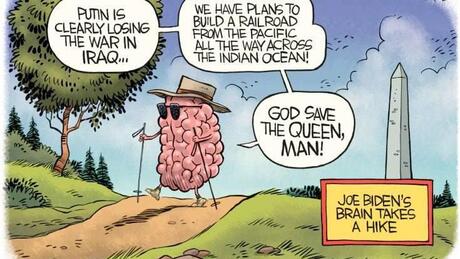 PUTIN IS
CLEARLY LOSING
THE WAR IN
IRAQ...
WE HAVE PLANS TO
BUILD A RAILROAD
FROM THE PACIFIC
ALL THE WAY ACROSS
THE INDIAN OCEAN!
GOD SAVE
THE QUEEN,
MAN!
JOE BIDEN'S
BRAIN TAKES
A HIKE